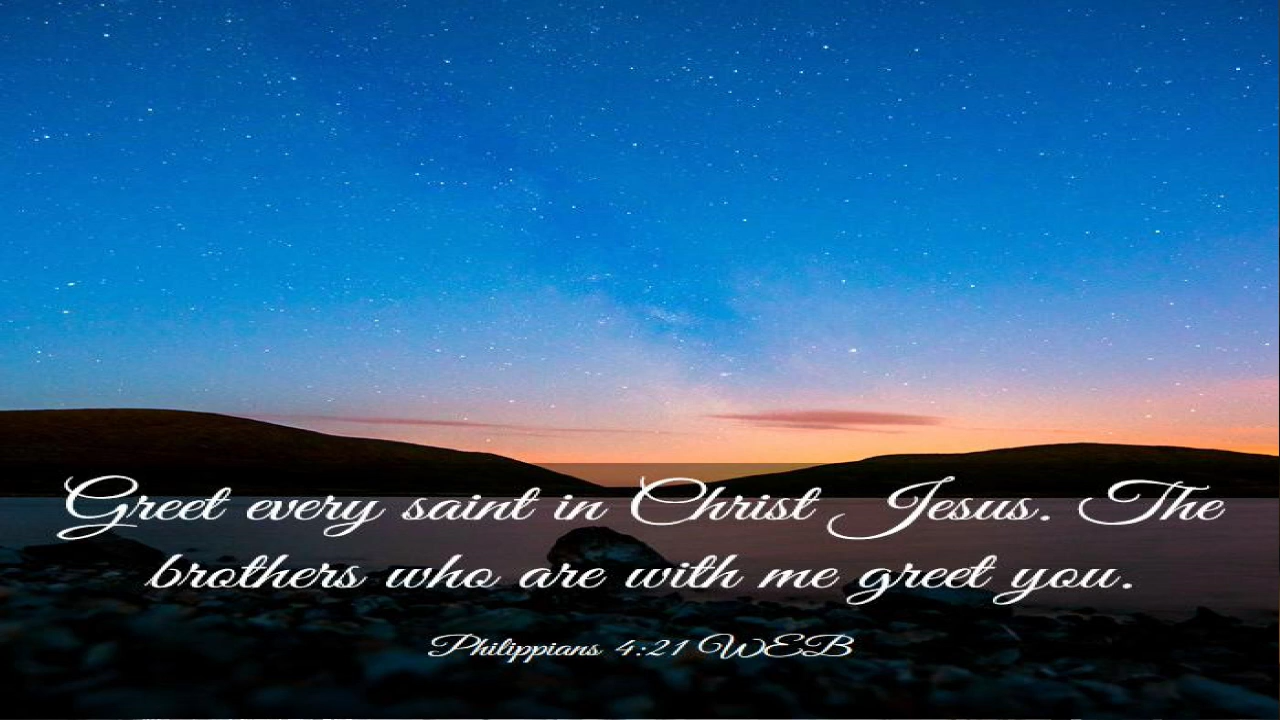 Greet every saint in Christ Jesus. The
brothers who are with me greet you.
Philippians 4:21 WEB